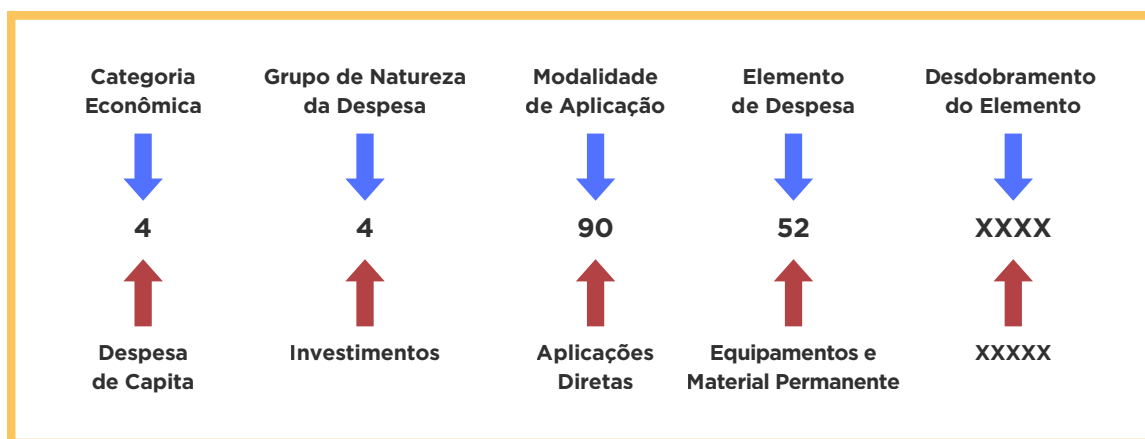 Categoria
Econômica
Grupo de Natureza
da Despesa
Modalidade
de Aplicação
Elemento
de Despesa
Desdobramento
do Elemento
4
4
90
52
XXXX
Despesa
de Capita
Investimentos
Aplicações
Diretas
Equipamentos e
Material Permanente
XXXXX